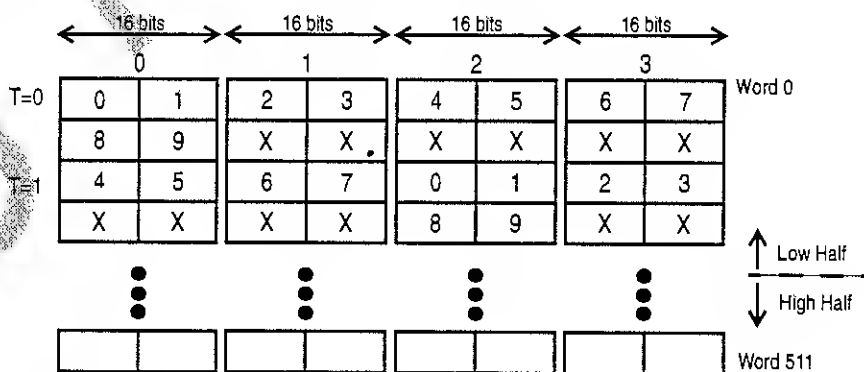 16 bits 16 bits 16 bits 16 bits
0 1 2 3
T=0 0 1 2 3 4 5 6 7 Word 0
8 9 X X X X X X
T=1 4 5 6 7 0 1 2 3
X X X X 8 9 X X
Low Half
High Half
Word 511